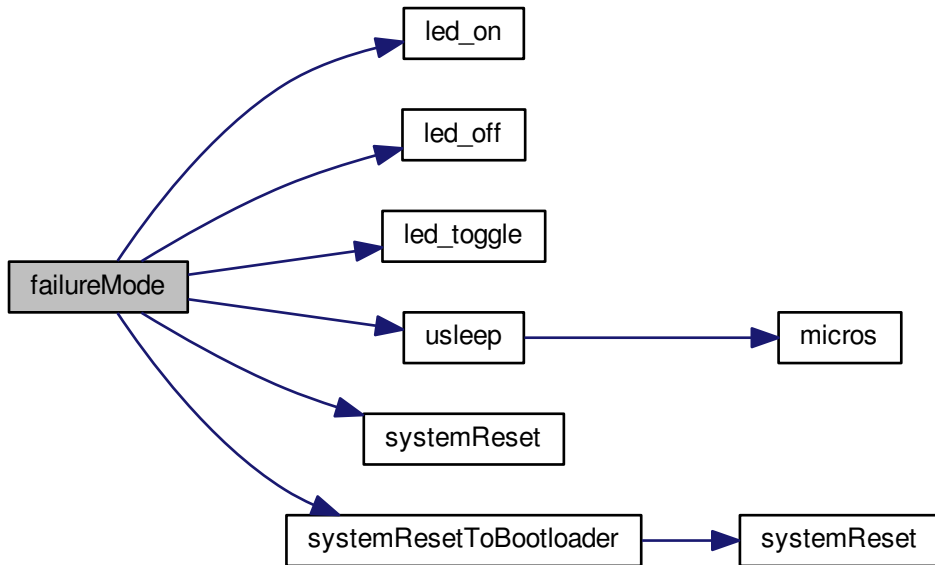 led_on
led_off
led_toggle
failureMode
usleep
micros
systemReset
systemResetToBootloader
systemReset